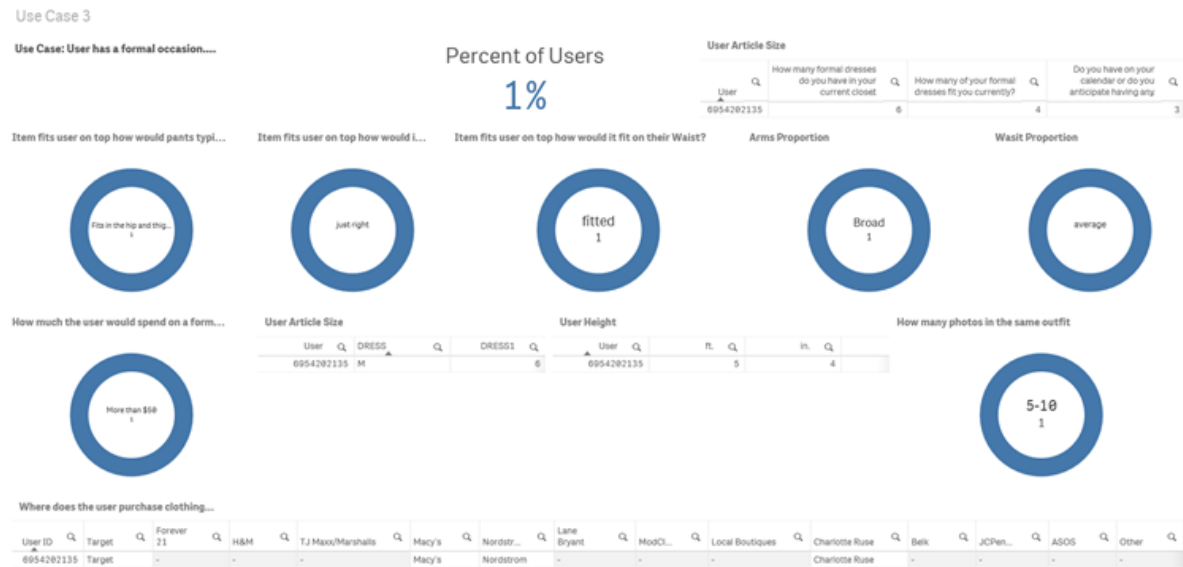 Use Case 3
Use Case: User has a formal occasion....
Percent of Users
1%
User Article Size
User
How many formal dresses do you have in your current closet
How many of your formal dresses fit you currently?
Do you have on your calendar or do you anticipate having any
6954202135 6 4 3
Item fits user on top how would pants typi...
Item fits user on top how would i...
Item fits user on top how would it fit on their Waist?
Arms Proportion
Wasit Proportion
Fits in the hip and thig...
1
just right
fitted
1
Broad
1
average
How much the user would spend on a form...
User Article Size
User Height
How many photos in the same outfit
User DRESS DRESS1
6954202135 M 6
User ft. in.
6954202135 5 4
More than $50
1
5-10
1
Where does the user purchase clothing...
User ID Target Forever 21 H&M TJ Maxx/Marshalls Macy's Nordstr... Lane Bryant ModCl... Local Boutiques Charlotte Ruse Belk JCPen... ASOS Other
6954202135 Target - - - Macy's Nordstrom - - - Charlotte Ruse - - - -